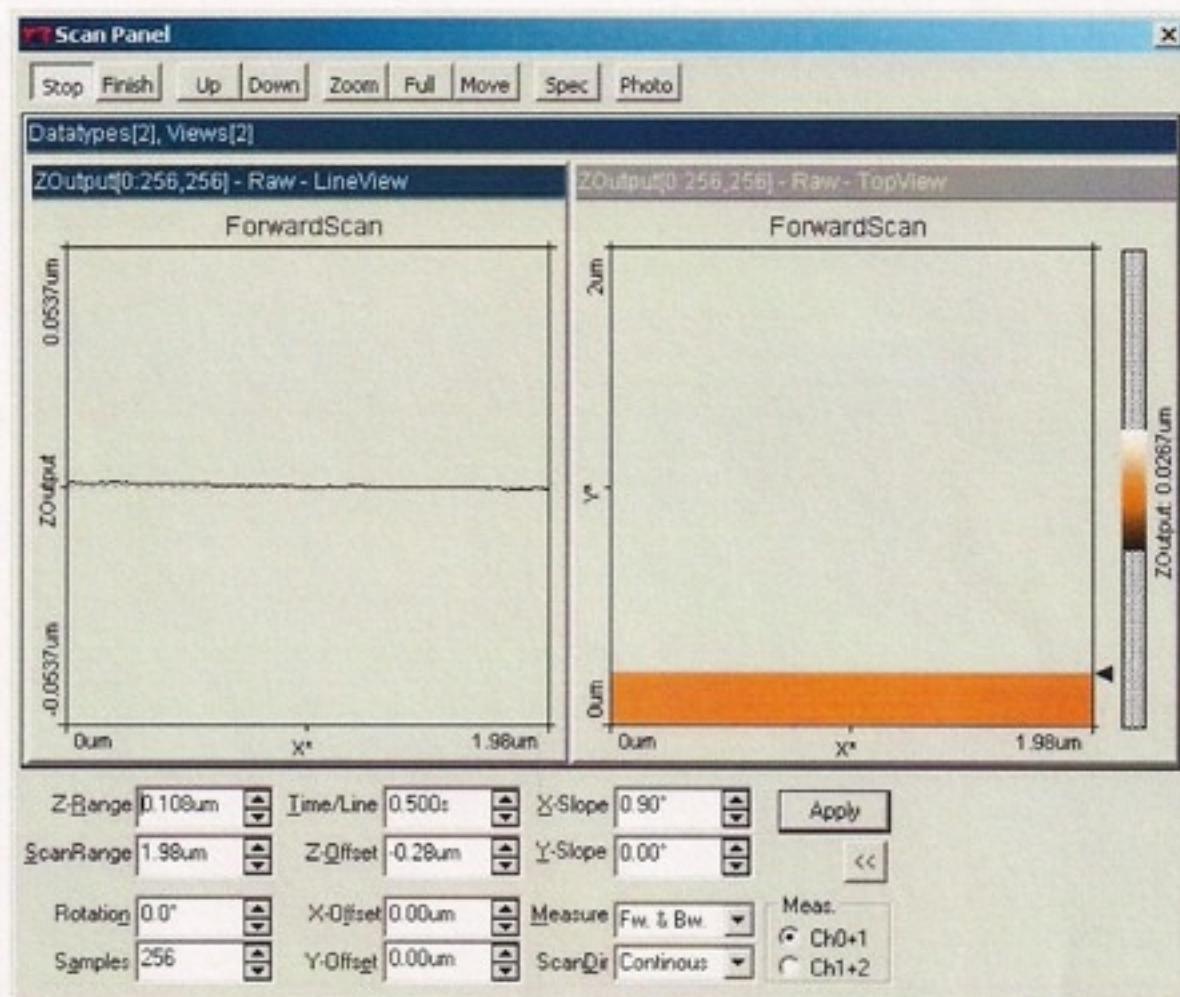 Scan Panel
Stop Finish Up Down Zoom Full Move Spec Photo
Datatypes[2], Views[2]
ZOutput[0:256,256] - Raw - LineView
ZOutput[0:256,256] - Raw - TopView
ForwardScan
0.0537um
ZOutput
-0.0537um
0um X* 1.98um
ForwardScan
2um
Y*
0um
0um X* 1.98um
ZOutput: 0.0267um
Z-Range 0.108um Time/Line 0.500s X-Slope 0.90° Apply
ScanRange 1.98um Z-Offset -0.28um Y-Slope 0.00° <<
Rotation 0.0° X-Offset 0.00um Measure Fw. & Bw. Meas.
Ch0+1
Samples 256 Y-Offset 0.00um ScanDir Continous Ch1+2